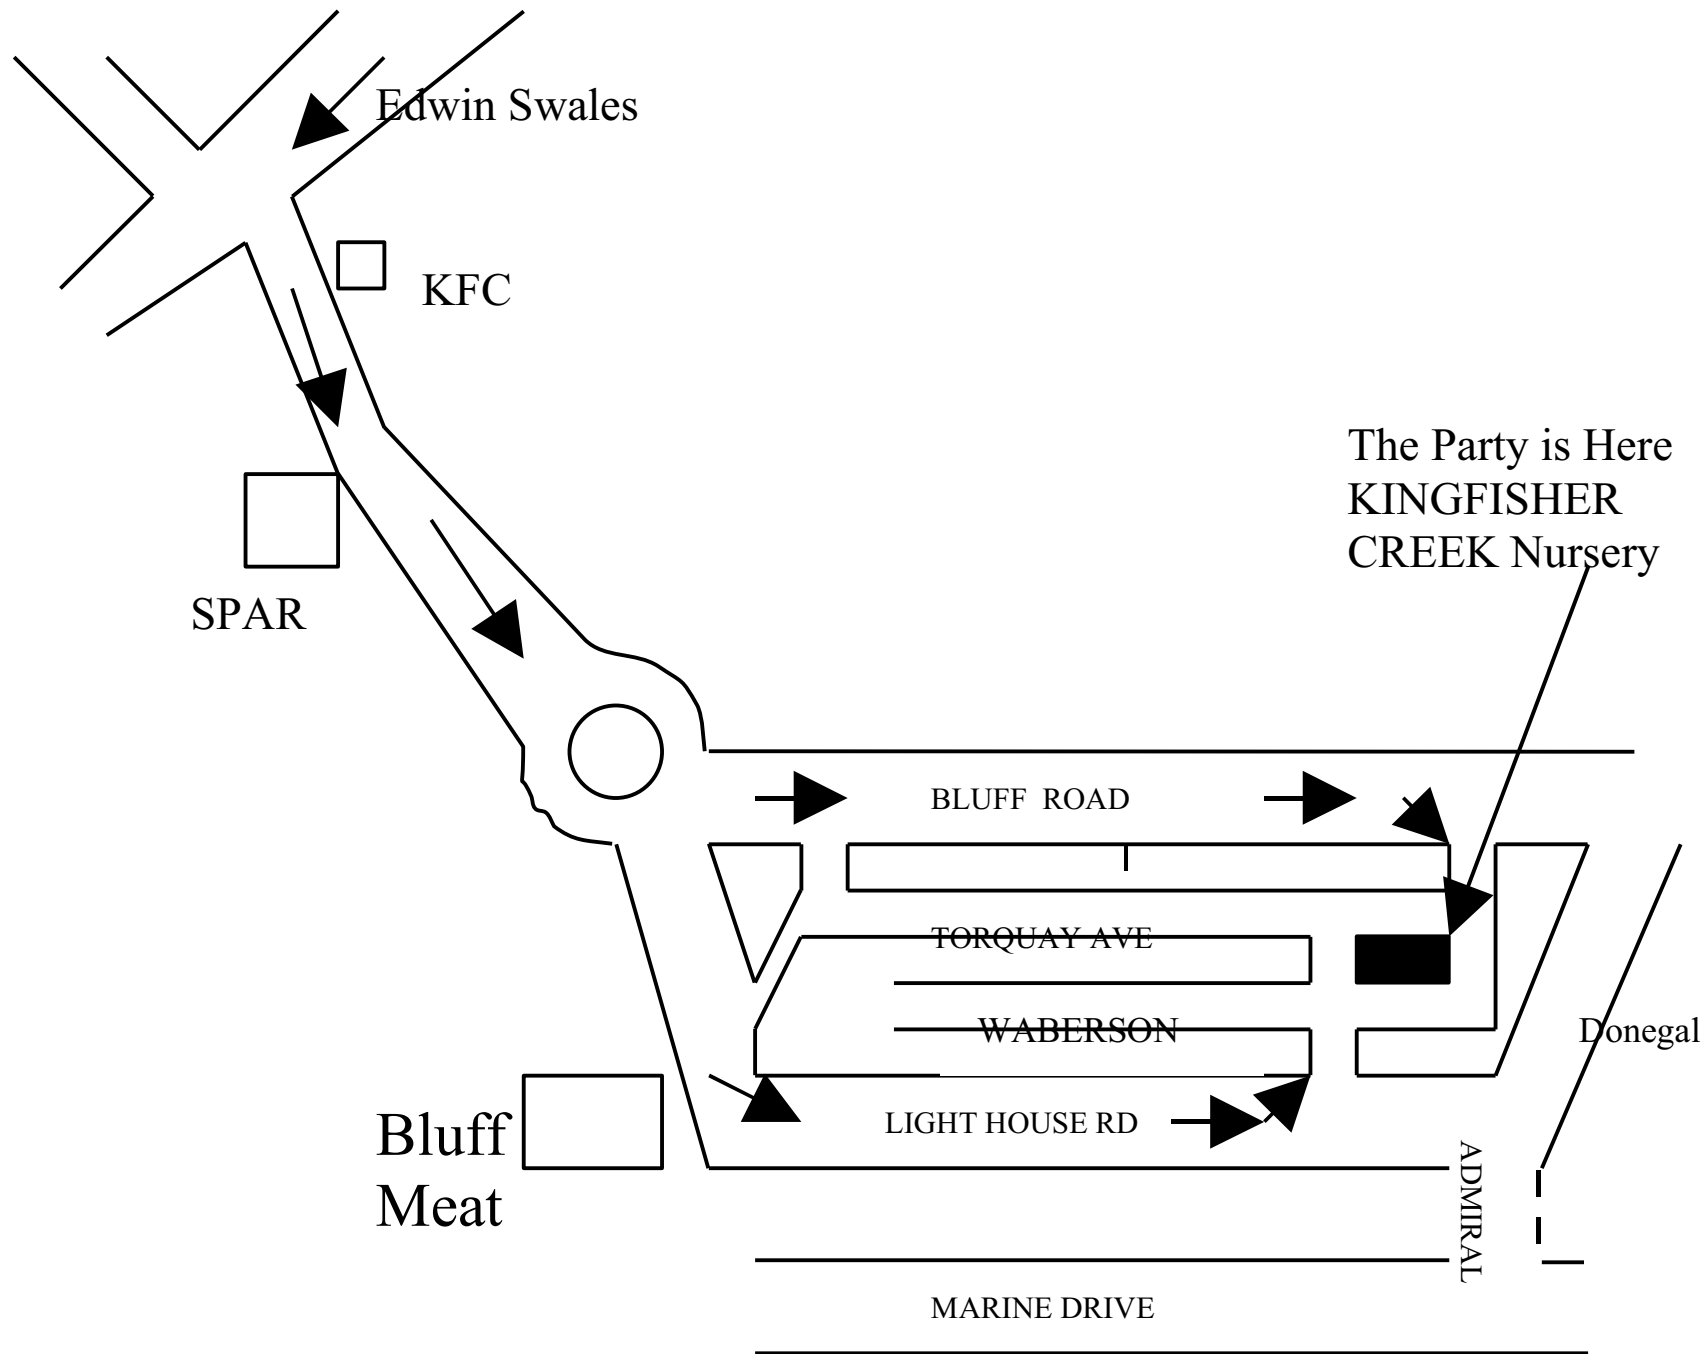 Edwin Swales
KFC
The Party is Here
KINGFISHER
CREEK Nursery
SPAR
BLUFF ROAD
TORQUAY AVE
WABERSON
Donegal
Bluff
Meat
LIGHT HOUSE RD
ADMIRAL
MARINE DRIVE